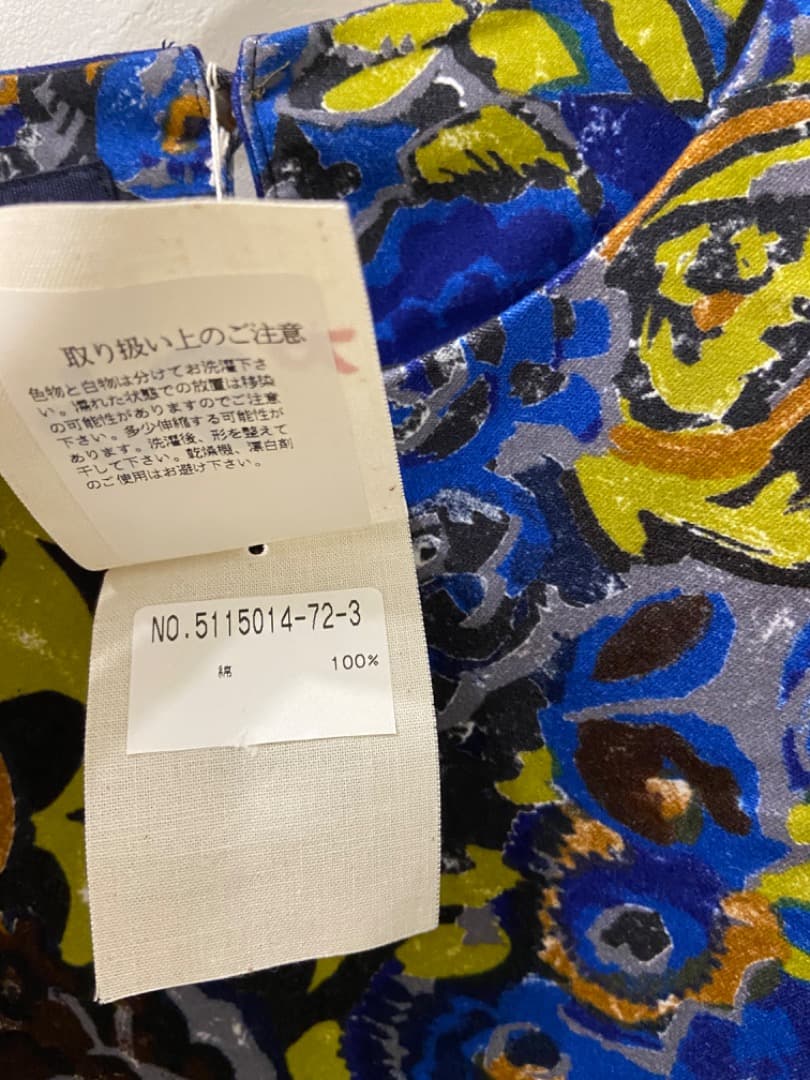 取り扱い上のご注意
色物と白物は分けてお洗濯下さ
い。濡れた状態での放置は移染
の可能性がありますのでご注意
下さい。多少伸縮する可能性が
あります。洗濯後、形を整えて
干して下さい。乾燥機、漂白剤
のご使用はお避け下さい。
NO.5115014-72-3
綿 100%